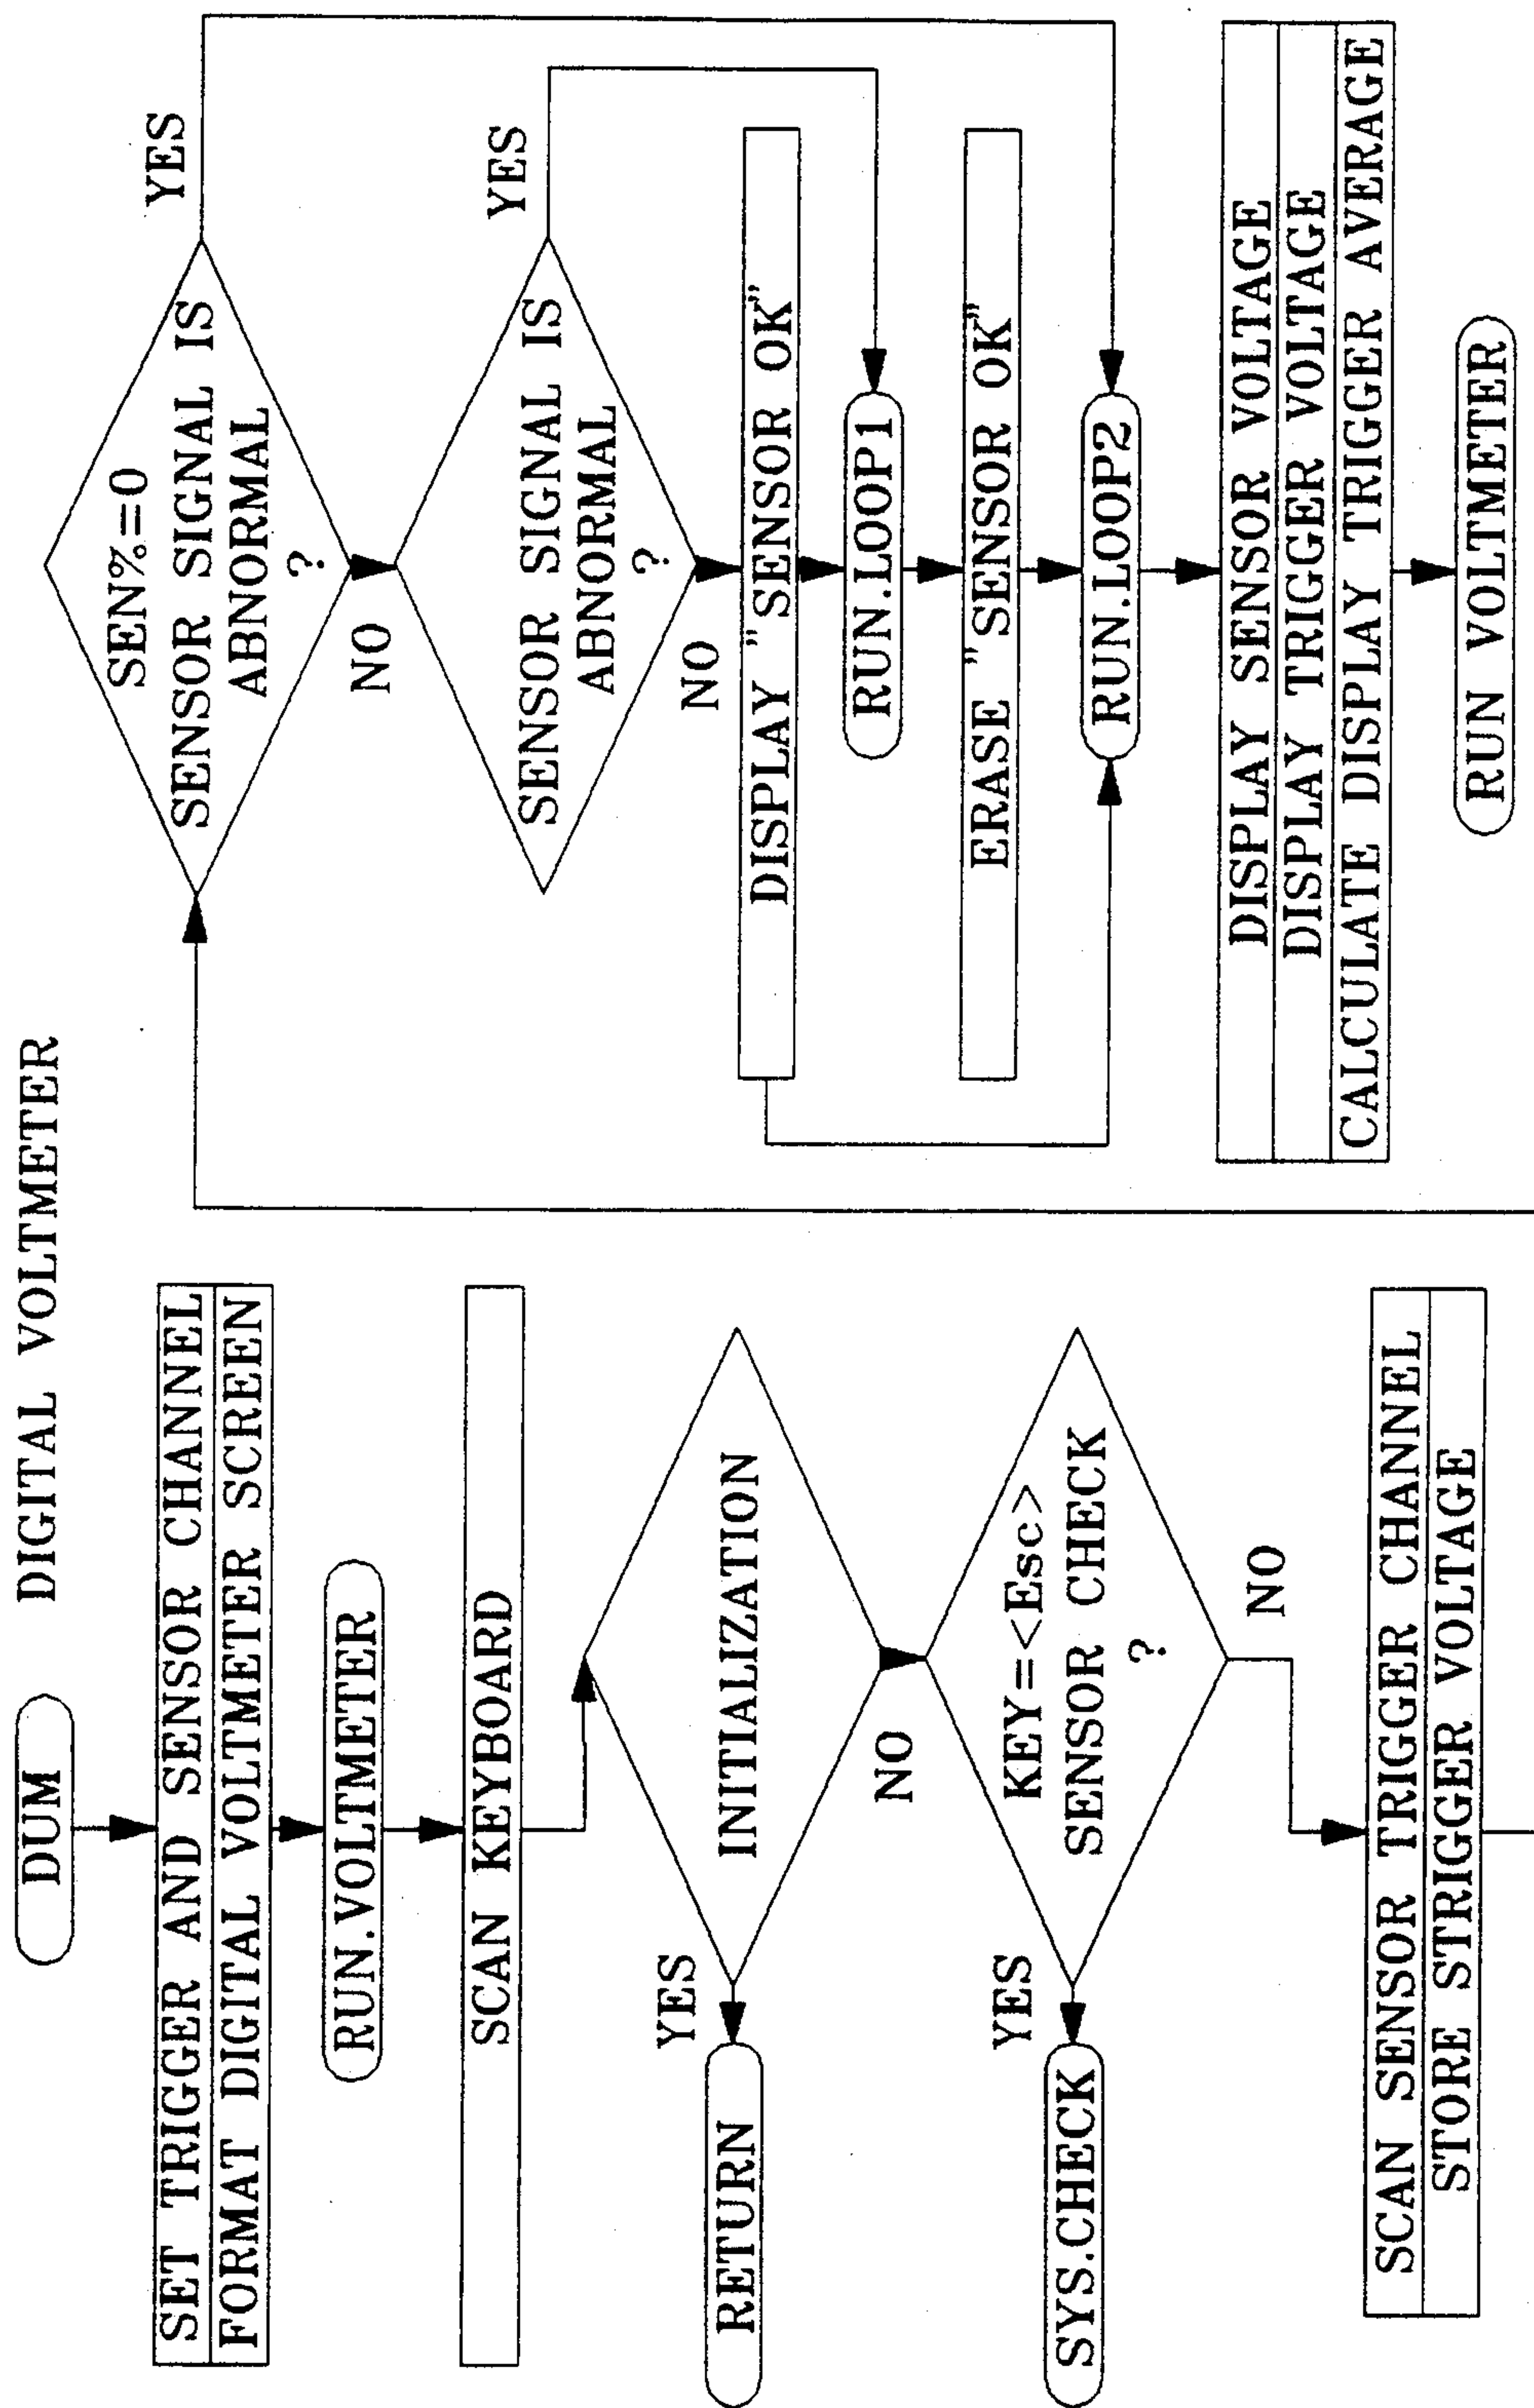 DIGITAL VOLTMETER
DUM
SET TRIGGER AND SENSOR CHANNEL
FORMAT DIGITAL VOLTMETER SCREEN
RUN.VOLTMETER
SCAN KEYBOARD
INITIALIZATION
YES
RETURN
NO
KEY=<Esc>
SENSOR CHECK
?
YES
SYS.CHECK
NO
SCAN SENSOR TRIGGER CHANNEL
STORE STRIGGER VOLTAGE
SEN%=0
SENSOR SIGNAL IS
ABNORMAL
?
YES
NO
SENSOR SIGNAL IS
ABNORMAL
?
YES
NO
DISPLAY "SENSOR OK"
RUN.LOOP1
ERASE "SENSOR OK"
RUN.LOOP2
DISPLAY SENSOR VOLTAGE
DISPLAY TRIGGER VOLTAGE
CALCULATE DISPLAY TRIGGER AVERAGE
RUN VOLTMETER